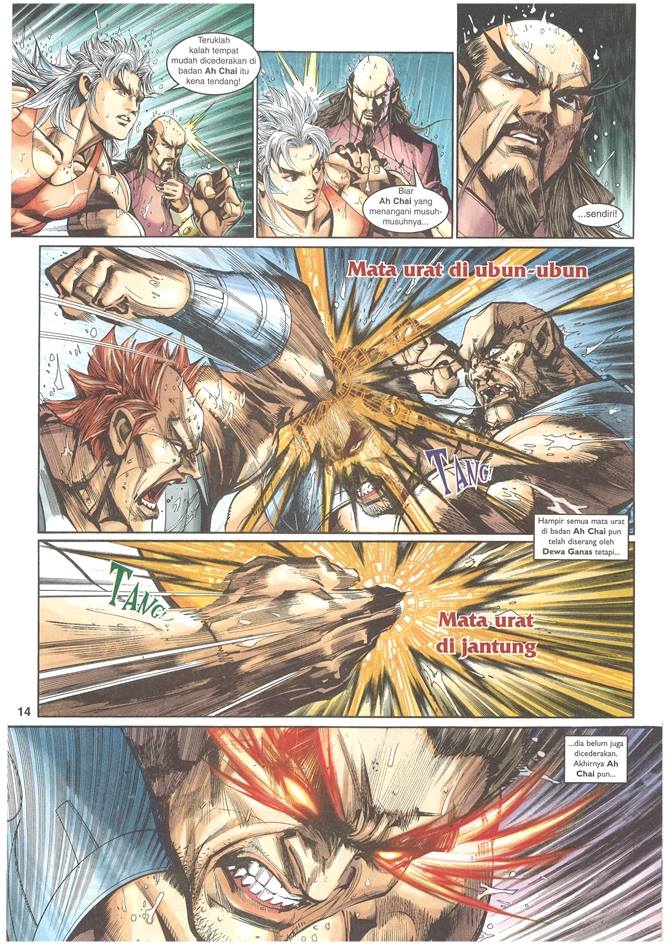 Teruklah
kalah tempat
mudah dicederakan di
badan Ah Chai itu
kena tendang!
Biar
Ah Chai yang
menangani musuh-
musuhnya...
...sendiri!
Mata urat di ubun-ubun
TANG!
Hampir semua mata urat
di badan Ah Chai pun
telah diserang oleh
Dewa Ganas tetapi...
TANG!
Mata urat
di jantung
14
...dia belum juga
dicederakan.
Akhirnya Ah
Chai pun...